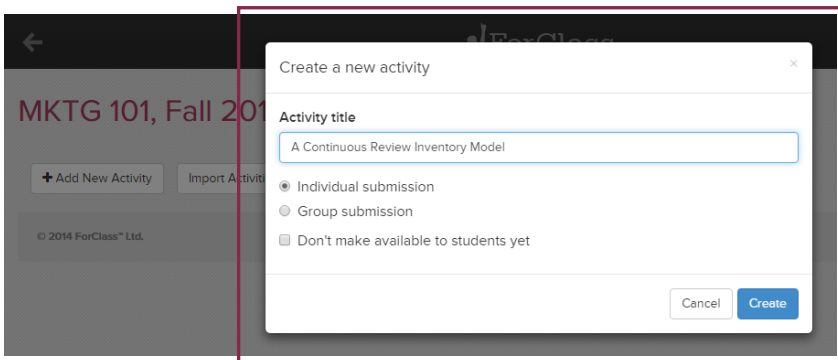 ForClass
Create a new activity
×
MKTG 101, Fall 201
Activity title
A Continuous Review Inventory Model
+ Add New Activity
Import Activiti
Individual submission
Group submission
Don't make available to students yet
© 2014 ForClass™ Ltd.
Cancel
Create